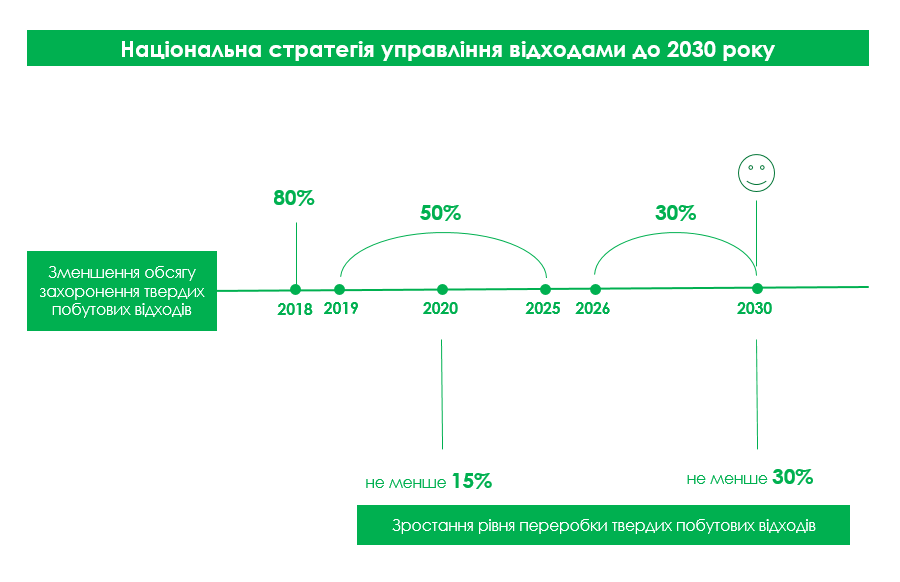 Національна стратегія управління відходами до 2030 року
80%
50%
30%
Зменшення обсягу
захоронення твердих
побутових відходів
2018 2019 2020 2025 2026 2030
не менше 15%
не менше 30%
Зростання рівня переробки твердих побутових відходів